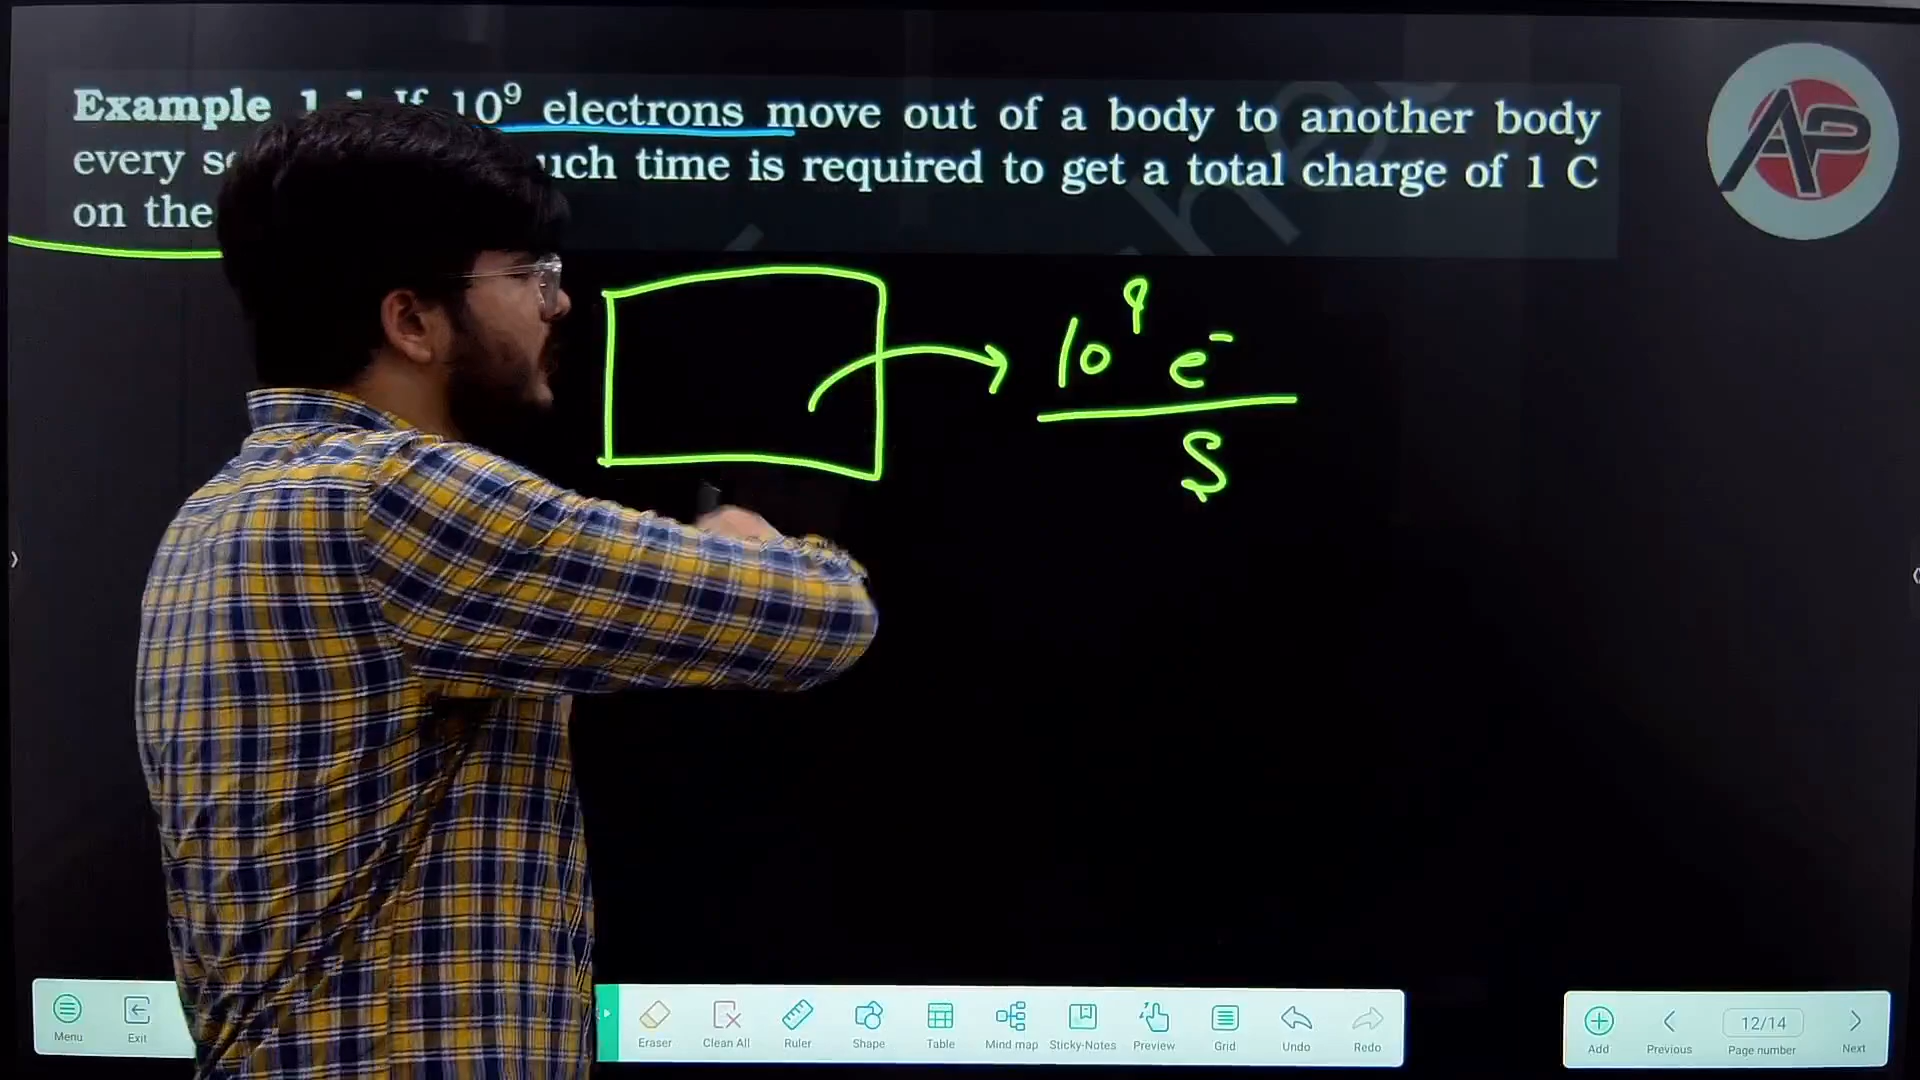 Example 10⁹ electrons move out of a body to another body
every much time is required to get a total charge of 1 C
on the
AP
10⁹ e⁻
S
Menu
Exit
Eraser
Clean All
Ruler
Shape
Table
Mind map
Sticky-Notes
Preview
Grid
Undo
Redo
Add
Previous
12/14
Page number
Next